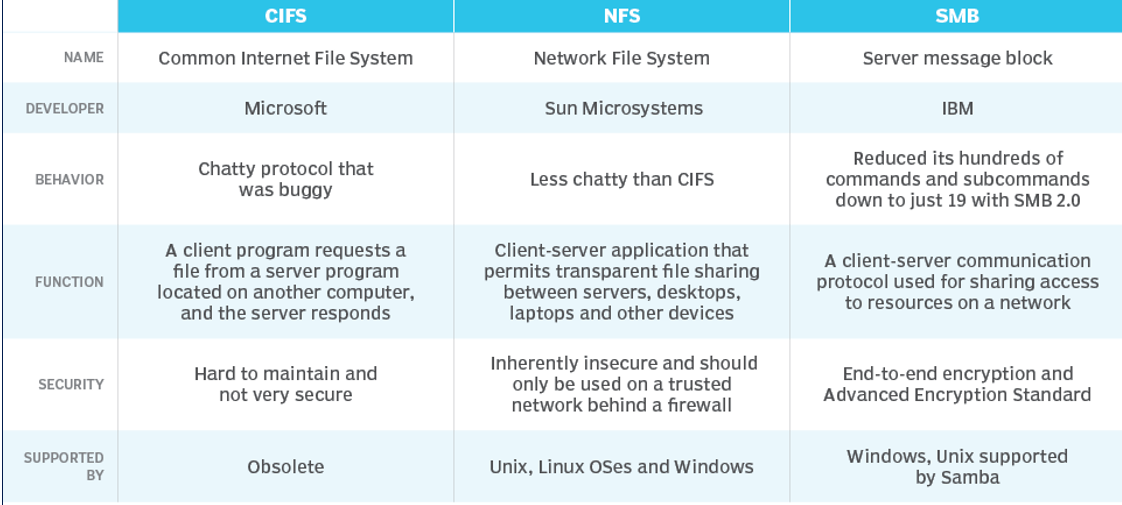 CIFS NFS SMB
NAME Common Internet File System Network File System Server message block
DEVELOPER Microsoft Sun Microsystems IBM
BEHAVIOR
Chatty protocol that
was buggy
Less chatty than CIFS
Reduced its hundreds of
commands and subcommands
down to just 19 with SMB 2.0
FUNCTION
A client program requests a
file from a server program
located on another computer,
and the server responds
Client-server application that
permits transparent file sharing
between servers, desktops,
laptops and other devices
A client-server communication
protocol used for sharing access
to resources on a network
SECURITY
Hard to maintain and
not very secure
Inherently insecure and should
only be used on a trusted
network behind a firewall
End-to-end encryption and
Advanced Encryption Standard
SUPPORTED
BY
Obsolete
Unix, Linux OSes and Windows
Windows, Unix supported
by Samba